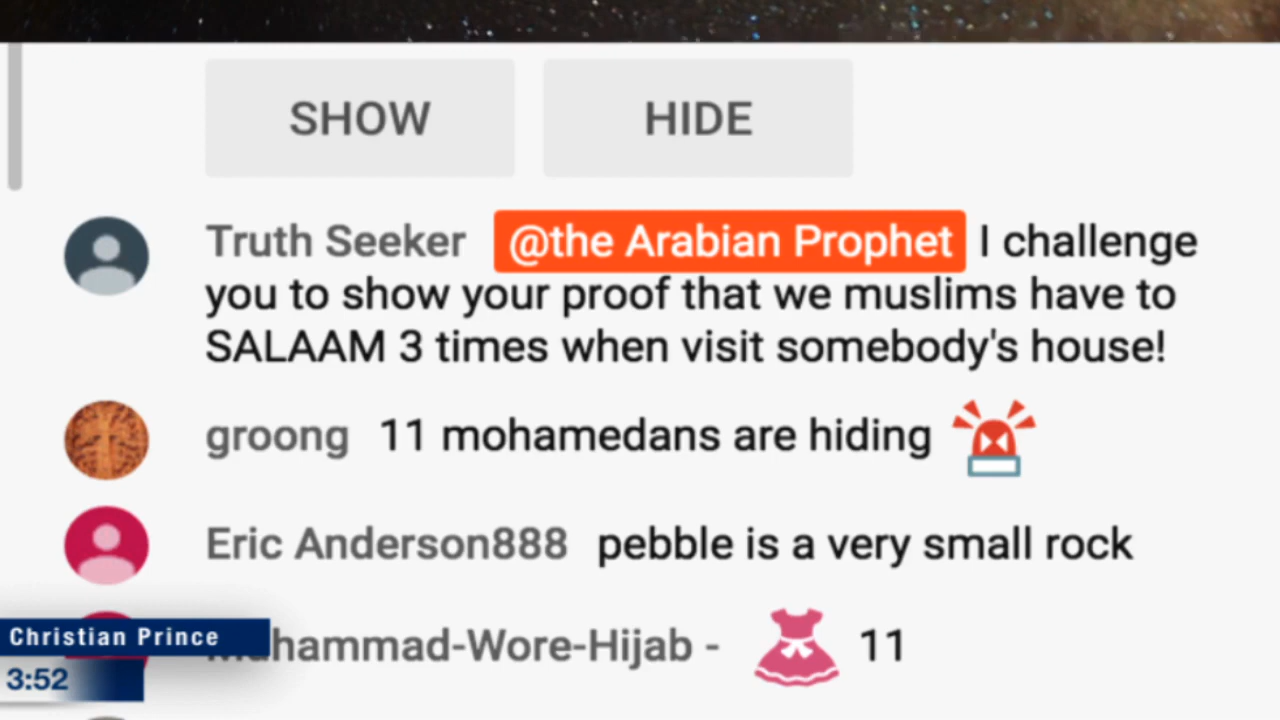 SHOW
HIDE
Truth Seeker @the Arabian Prophet I challenge
you to show your proof that we muslims have to
SALAAM 3 times when visit somebody's house!
groong 11 mohamedans are hiding
Eric Anderson888 pebble is a very small rock
Christian Prince
hammad-Wore-Hijab - 11
3:52